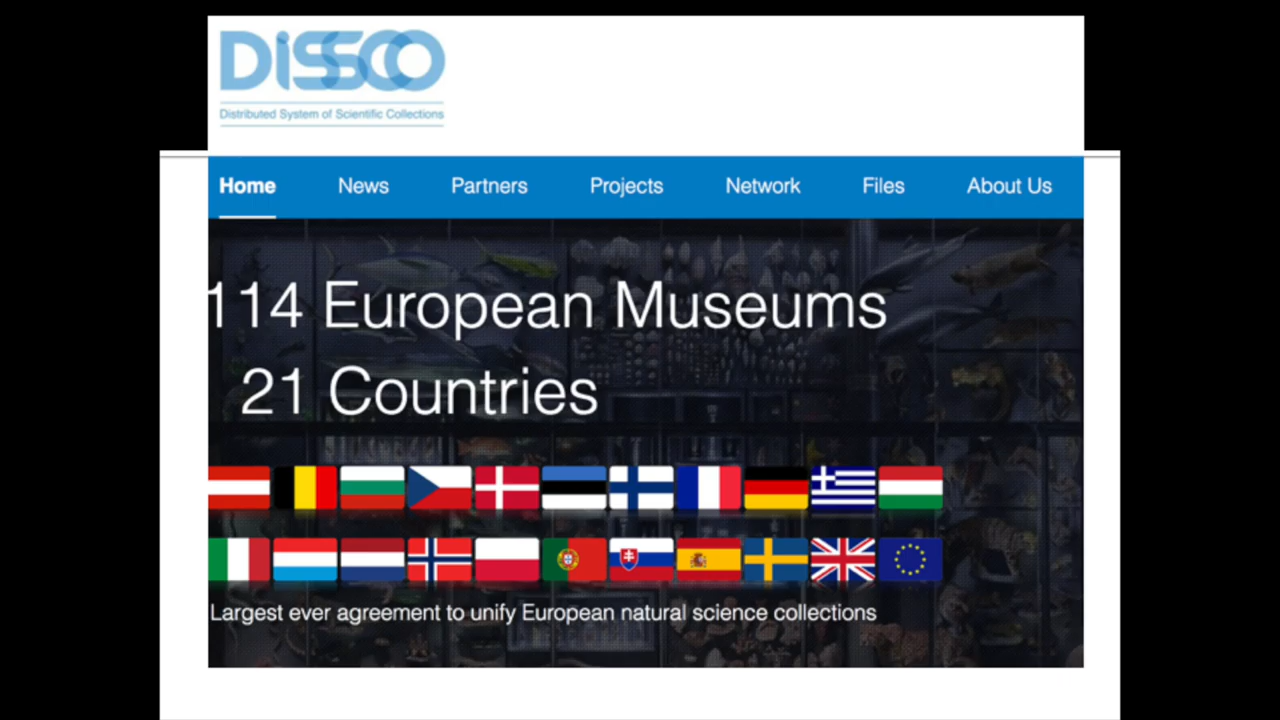 DiSSCO
Distributed System of Scientific Collections
Home News Partners Projects Network Files About Us
114 European Museums
21 Countries
Largest ever agreement to unify European natural science collections